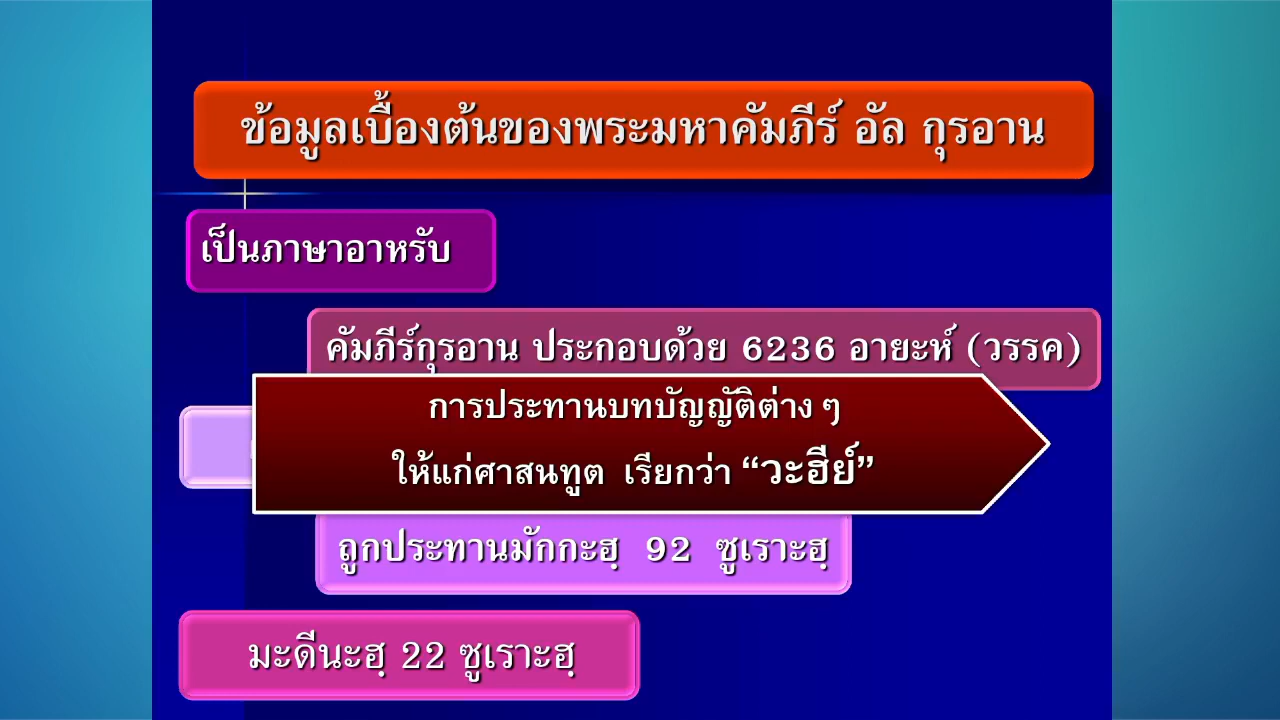 ข้อมูลเบื้องต้นของพระมหาคัมภีร์ อัล กุรอาน
เป็นภาษาอาหรับ
คัมภีร์กุรอาน ประกอบด้วย 6236 อายะห์ (วรรค)
การประทานบทบัญญัติต่าง ๆ
ให้แก่ศาสนทูต เรียกว่า “วะฮีย์”
ถูกประทานมักกะฮฺ 92 ซูเราะฮฺ
มะดีนะฮฺ 22 ซูเราะฮฺ